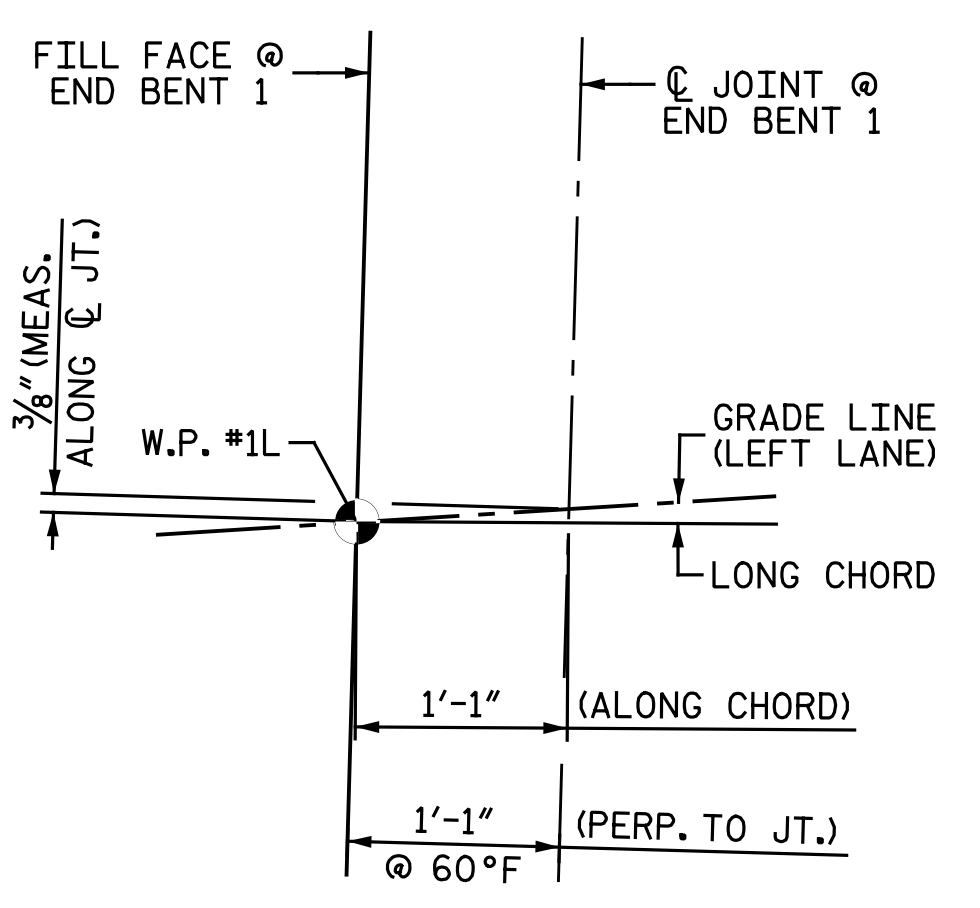 FILL FACE @
END BENT 1
℄ JOINT @
END BENT 1
3/8" (MEAS.
ALONG ℄ JT.)
W.P. #1L
GRADE LINE
(LEFT LANE)
LONG CHORD
1'-1" (ALONG CHORD)
1'-1" (PERP. TO JT.)
@ 60°F